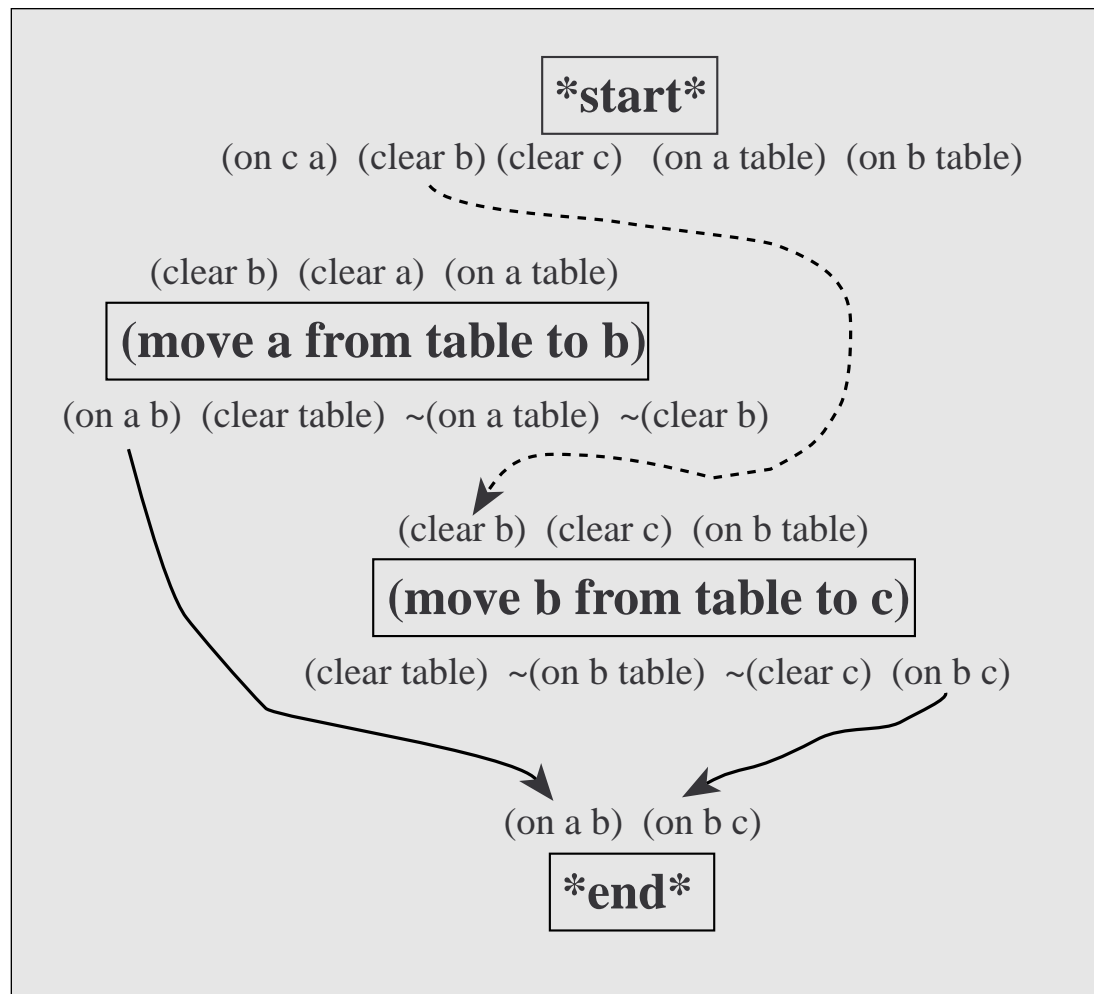 *start*
(on c a) (clear b) (clear c) (on a table) (on b table)
(clear b) (clear a) (on a table)
(move a from table to b)
(on a b) (clear table) ~(on a table) ~(clear b)
(clear b) (clear c) (on b table)
(move b from table to c)
(clear table) ~(on b table) ~(clear c) (on b c)
(on a b) (on b c)
*end*